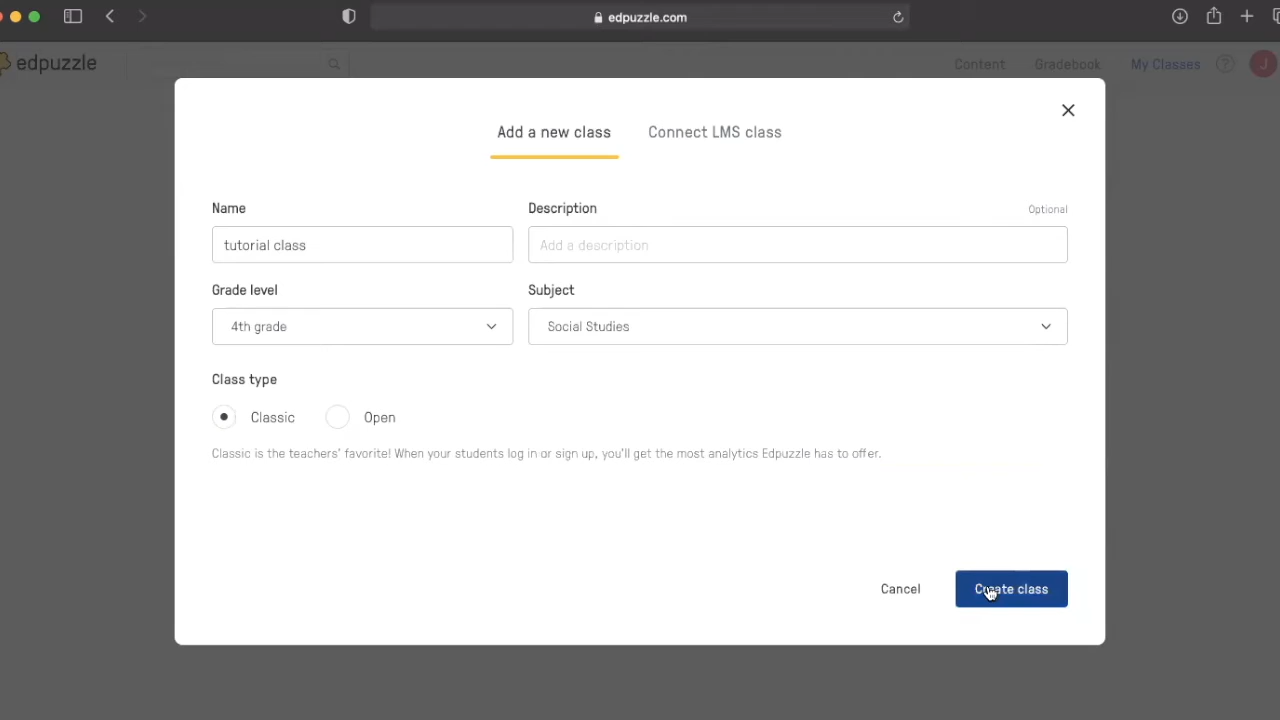 edpuzzle.com
edpuzzle
Content Gradebook My Classes ? J
Add a new class Connect LMS class
Name Description Optional
tutorial class Add a description
Grade level Subject
4th grade Social Studies
Class type
Classic Open
Classic is the teachers' favorite! When your students log in or sign up, you'll get the most analytics Edpuzzle has to offer.
Cancel Create class